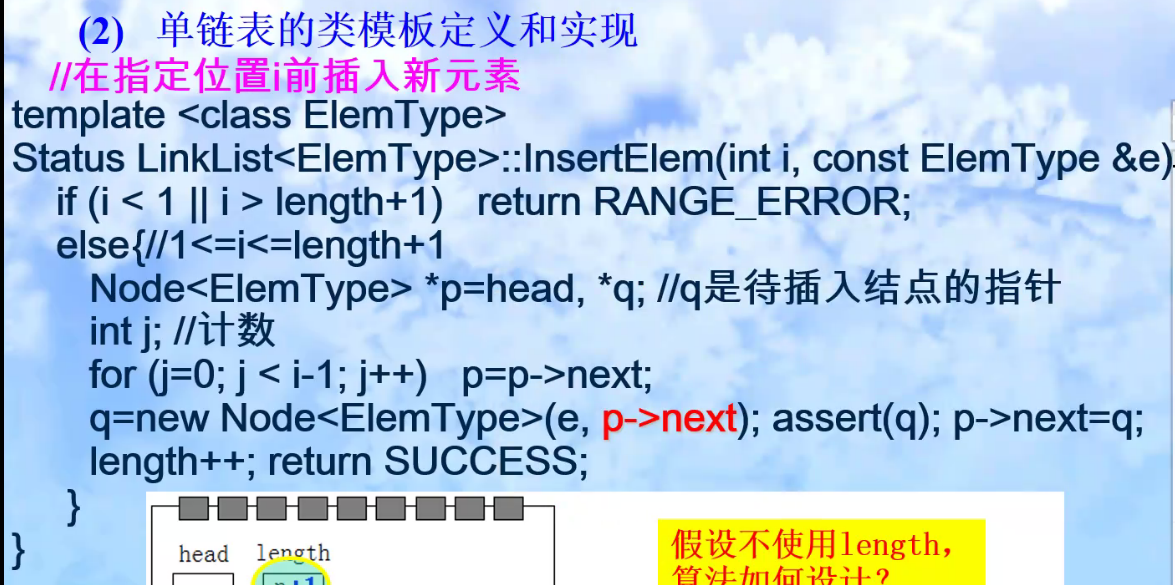 (2) 单链表的类模板定义和实现
//在指定位置i前插入新元素
template <class ElemType>
Status LinkList<ElemType>::InsertElem(int i, const ElemType &e)
if (i < 1 || i > length+1) return RANGE_ERROR;
else{//1<=i<=length+1
Node<ElemType> *p=head, *q; //q是待插入结点的指针
int j; //计数
for (j=0; j < i-1; j++) p=p->next;
q=new Node<ElemType>(e, p->next); assert(q); p->next=q;
length++; return SUCCESS;
}
}
head length
n+1
假设不使用length,
算法如何设计?